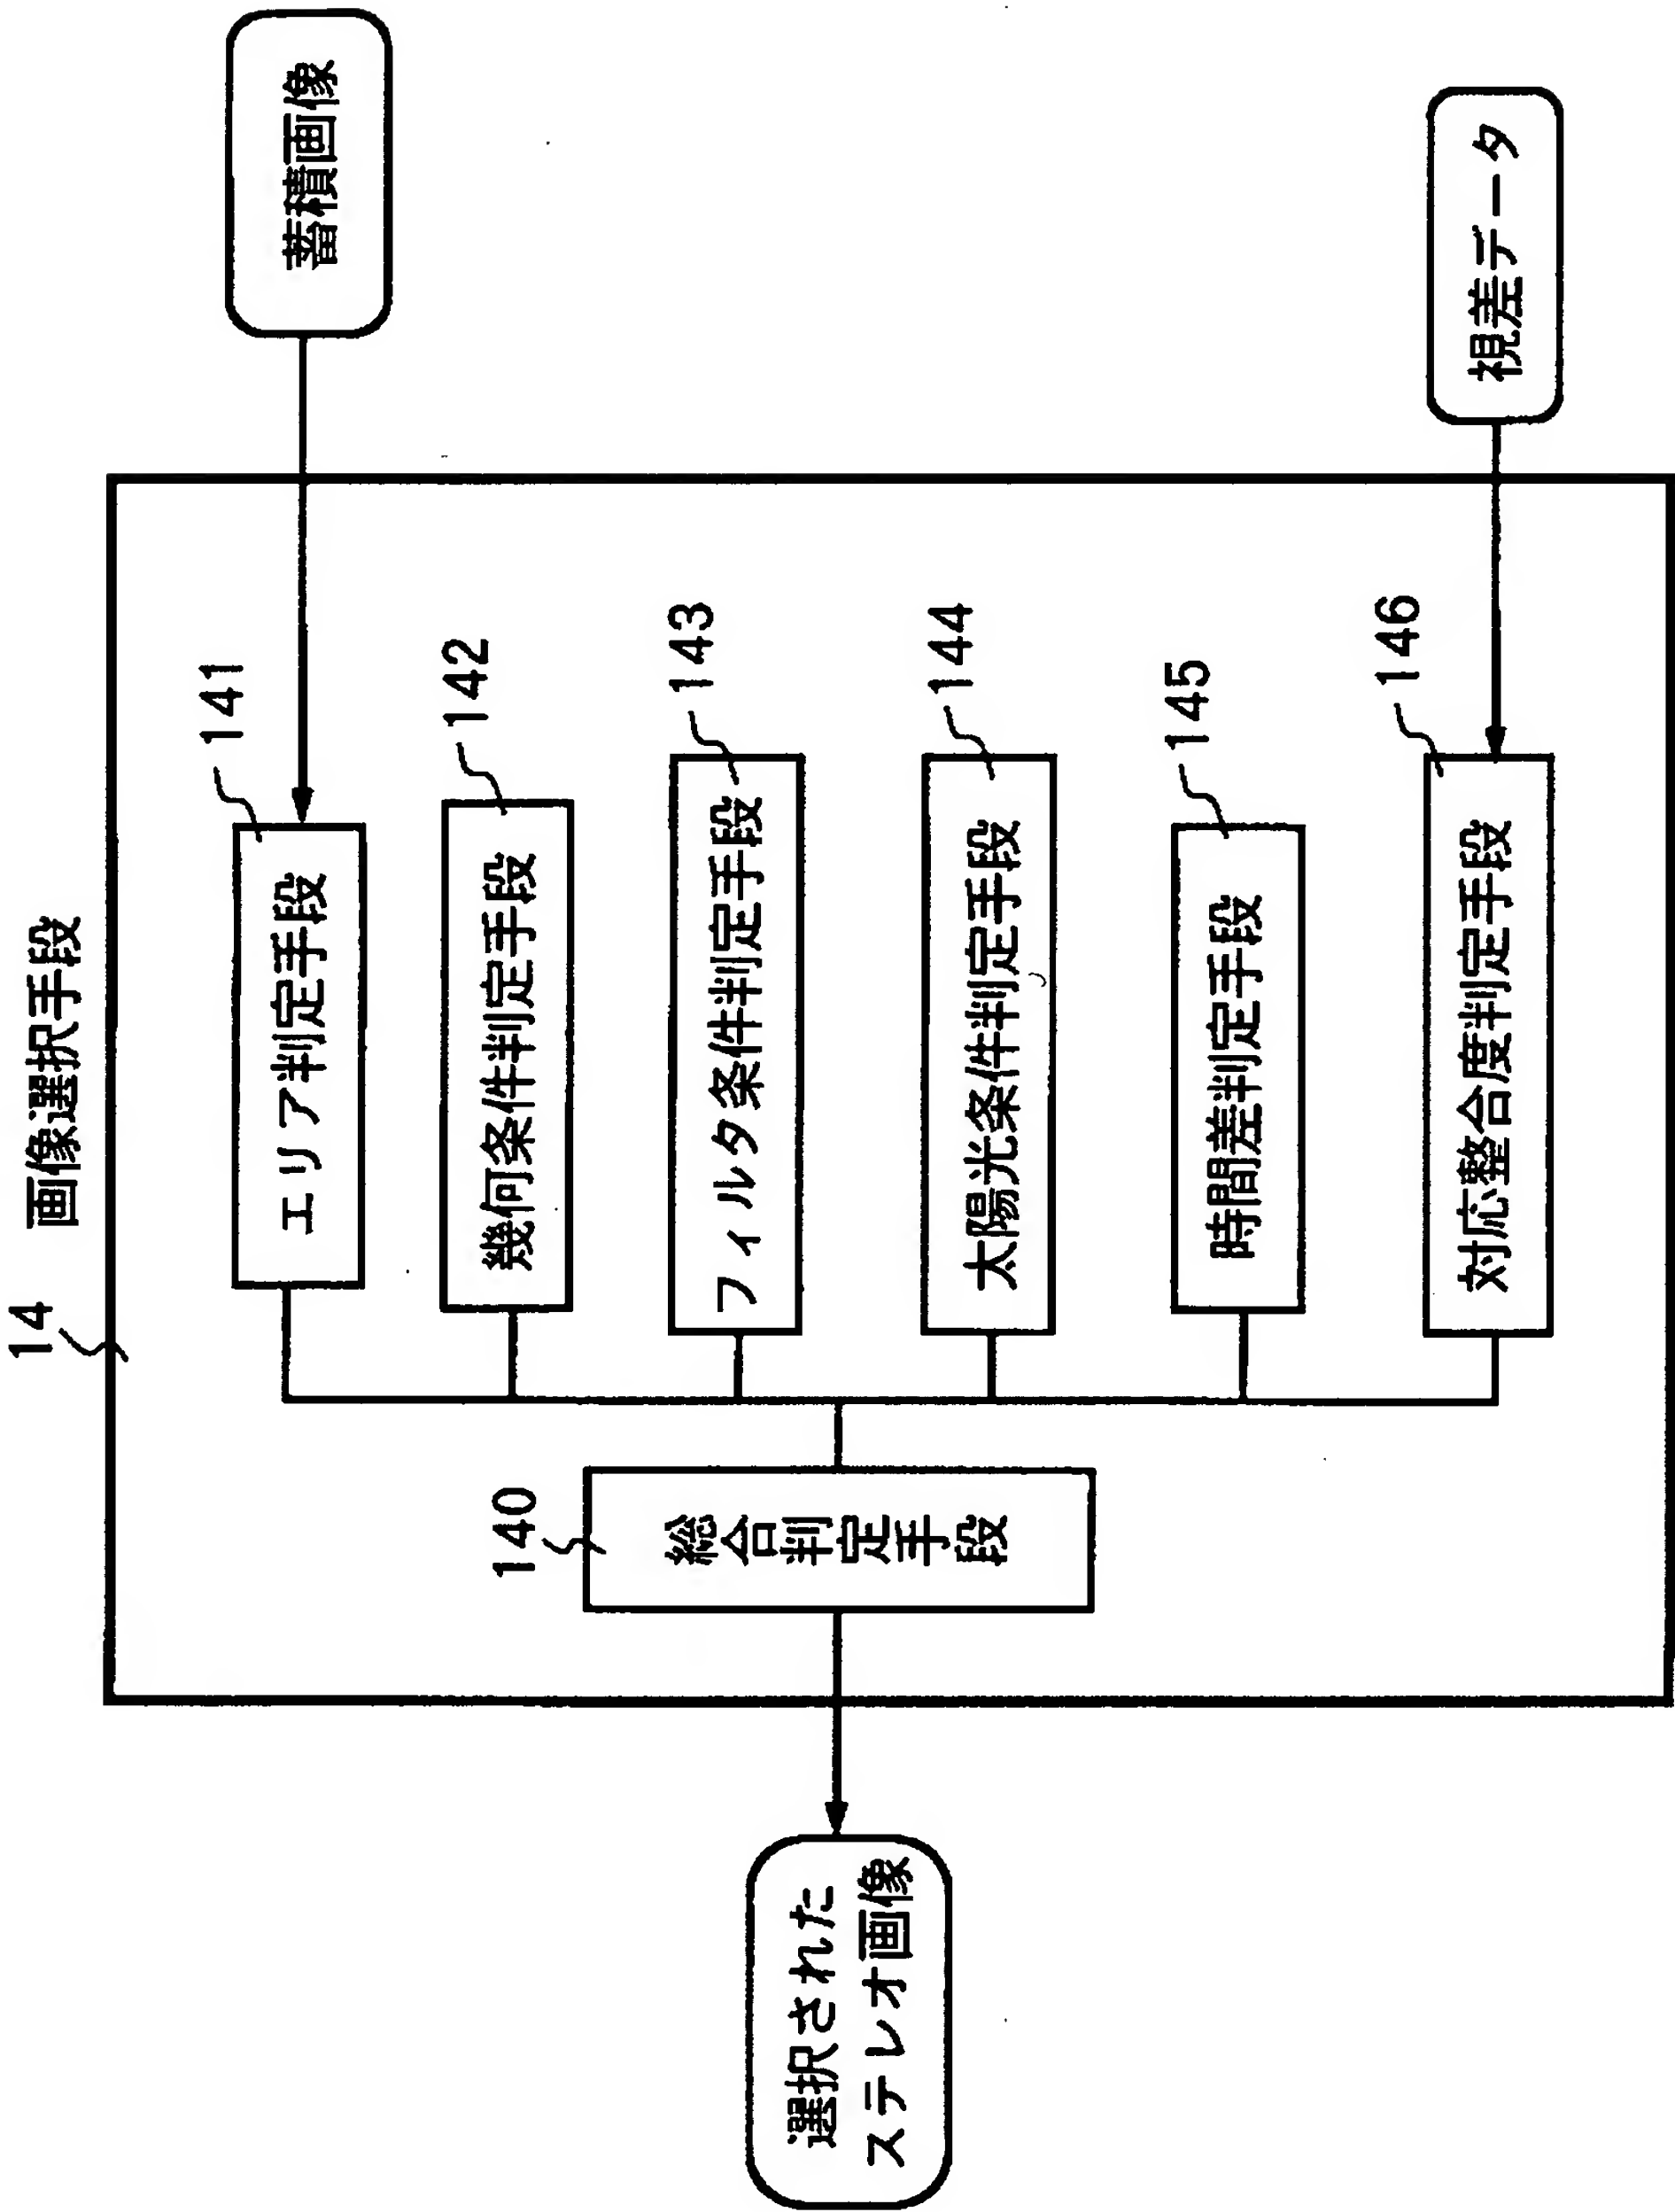 14 画像選択手段
蓄積画像
視差データ
141
エリア判定手段
142
幾何条件判定手段
143
フィルタ条件判定手段
144
太陽光条件判定手段
145
時間差判定手段
146
対応整合度判定手段
140
総合判定手段
選択された
ステレオ画像